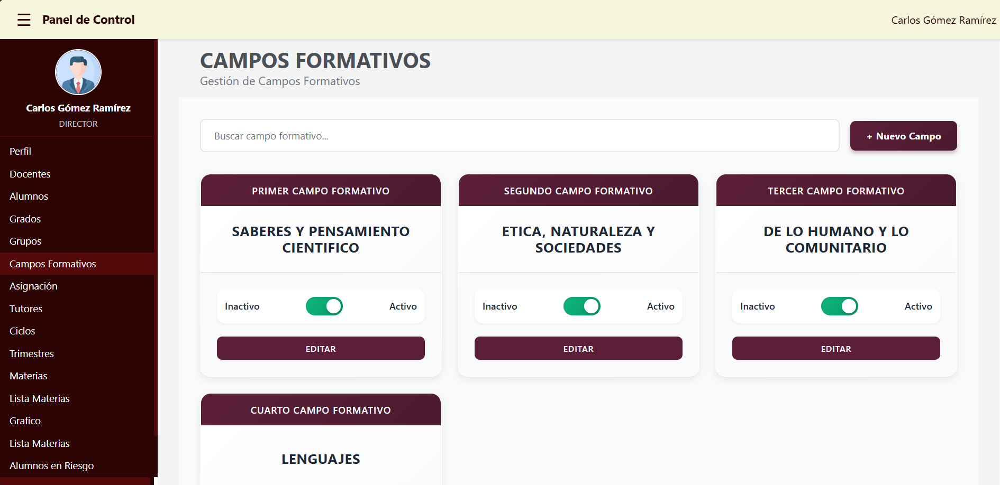 ☰ Panel de Control
Carlos Gómez Ramírez
Carlos Gómez Ramírez
DIRECTOR
Perfil
Docentes
Alumnos
Grados
Grupos
Campos Formativos
Asignación
Tutores
Ciclos
Trimestres
Materias
Lista Materias
Grafico
Lista Materias
Alumnos en Riesgo
CAMPOS FORMATIVOS
Gestión de Campos Formativos
Buscar campo formativo...
+ Nuevo Campo
PRIMER CAMPO FORMATIVO
SABERES Y PENSAMIENTO
CIENTIFICO
Inactivo Activo
EDITAR
SEGUNDO CAMPO FORMATIVO
ETICA, NATURALEZA Y
SOCIEDADES
Inactivo Activo
EDITAR
TERCER CAMPO FORMATIVO
DE LO HUMANO Y LO
COMUNITARIO
Inactivo Activo
EDITAR
CUARTO CAMPO FORMATIVO
LENGUAJES